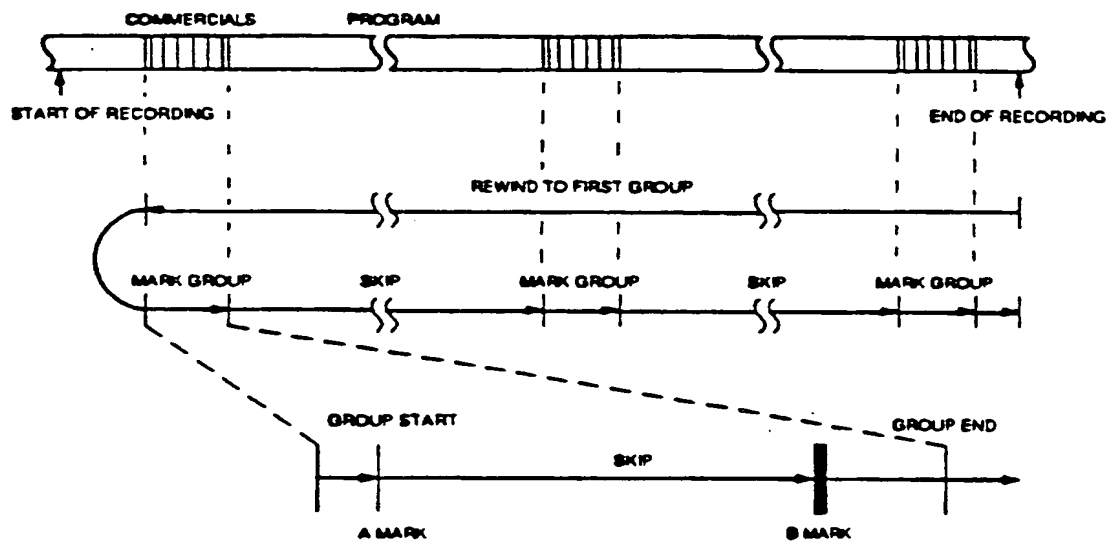 COMMERCIALS PROGRAM
START OF RECORDING END OF RECORDING
REWIND TO FIRST GROUP
MARK GROUP SKIP MARK GROUP SKIP MARK GROUP
GROUP START GROUP END
SKIP
A MARK B MARK